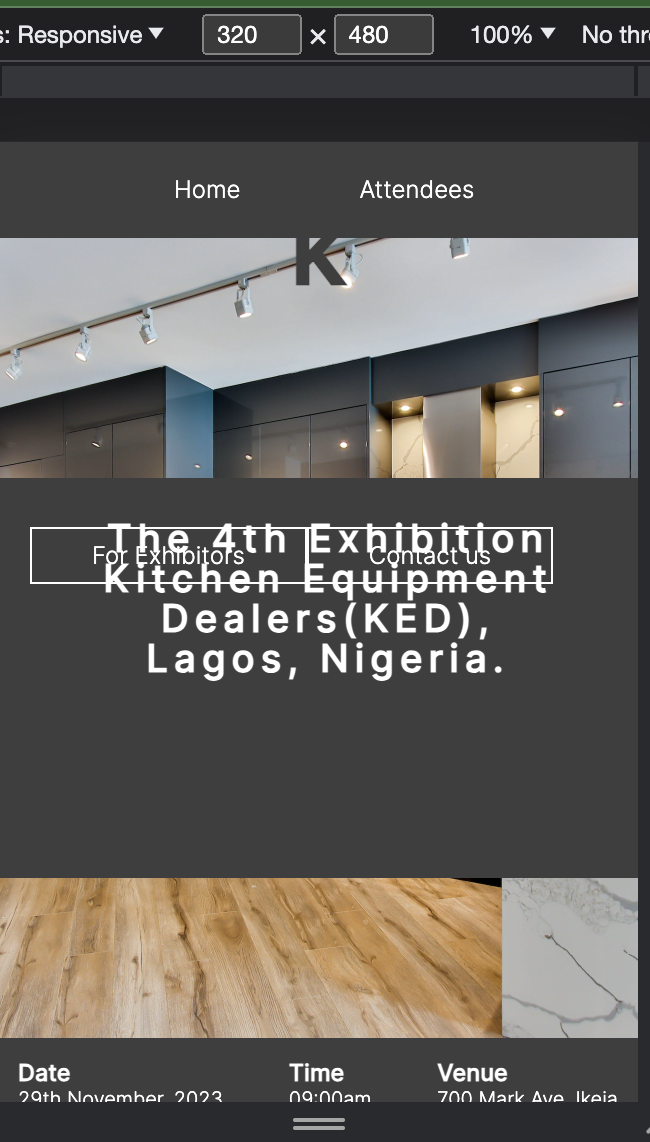 s: Responsive ▼ 320 × 480 100% ▼ No thr
Home Attendees
K
The 4th Exhibition
For Exhibitors Contact us
Kitchen Equipment
Dealers(KED),
Lagos, Nigeria.
Date Time Venue
29th November, 2023 09:00am 700 Mark Ave, Ikeja